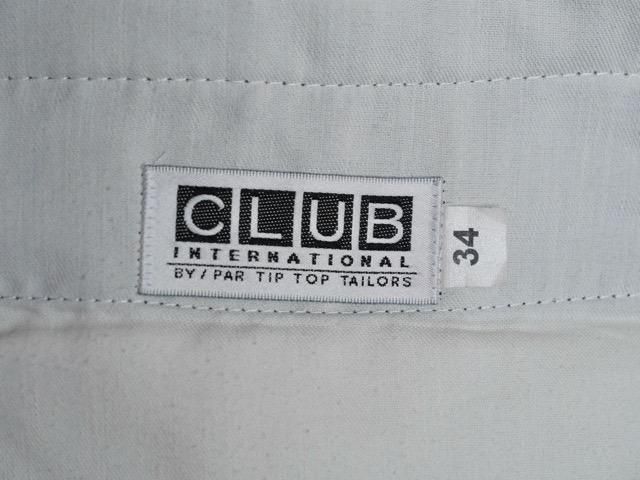 CLUB
INTERNATIONAL
BY / PAR TIP TOP TAILORS
34